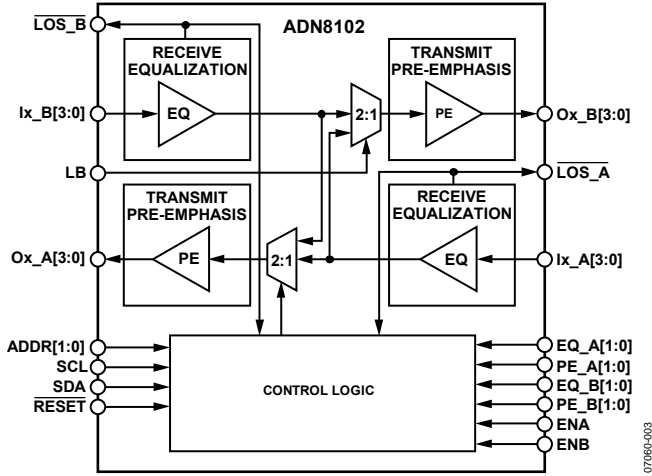 LOS_B
ADN8102
RECEIVE
EQUALIZATION
TRANSMIT
PRE-EMPHASIS
Ix_B[3:0]
EQ
2:1
PE
Ox_B[3:0]
LB
LOS_A
TRANSMIT
PRE-EMPHASIS
RECEIVE
EQUALIZATION
Ox_A[3:0]
PE
2:1
EQ
Ix_A[3:0]
ADDR[1:0]
SCL
SDA
RESET
CONTROL LOGIC
EQ_A[1:0]
PE_A[1:0]
EQ_B[1:0]
PE_B[1:0]
ENA
ENB
07060-003